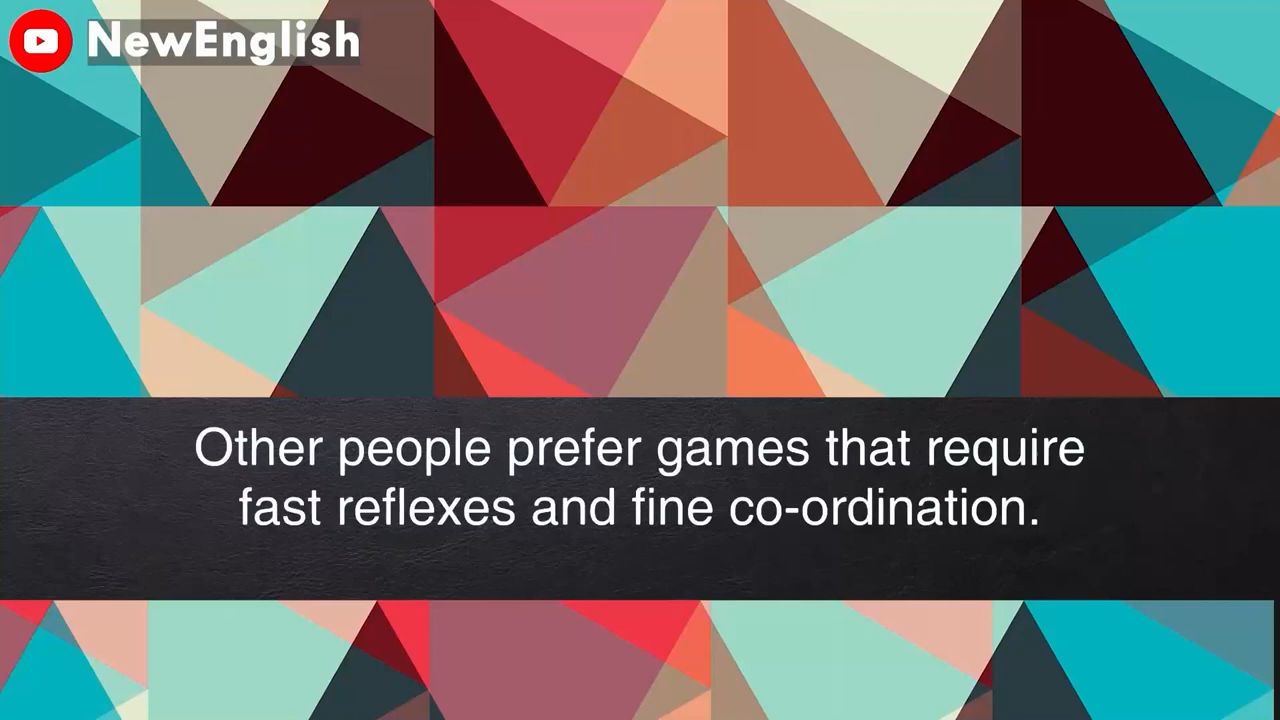 NewEnglish
Other people prefer games that require
fast reflexes and fine co-ordination.